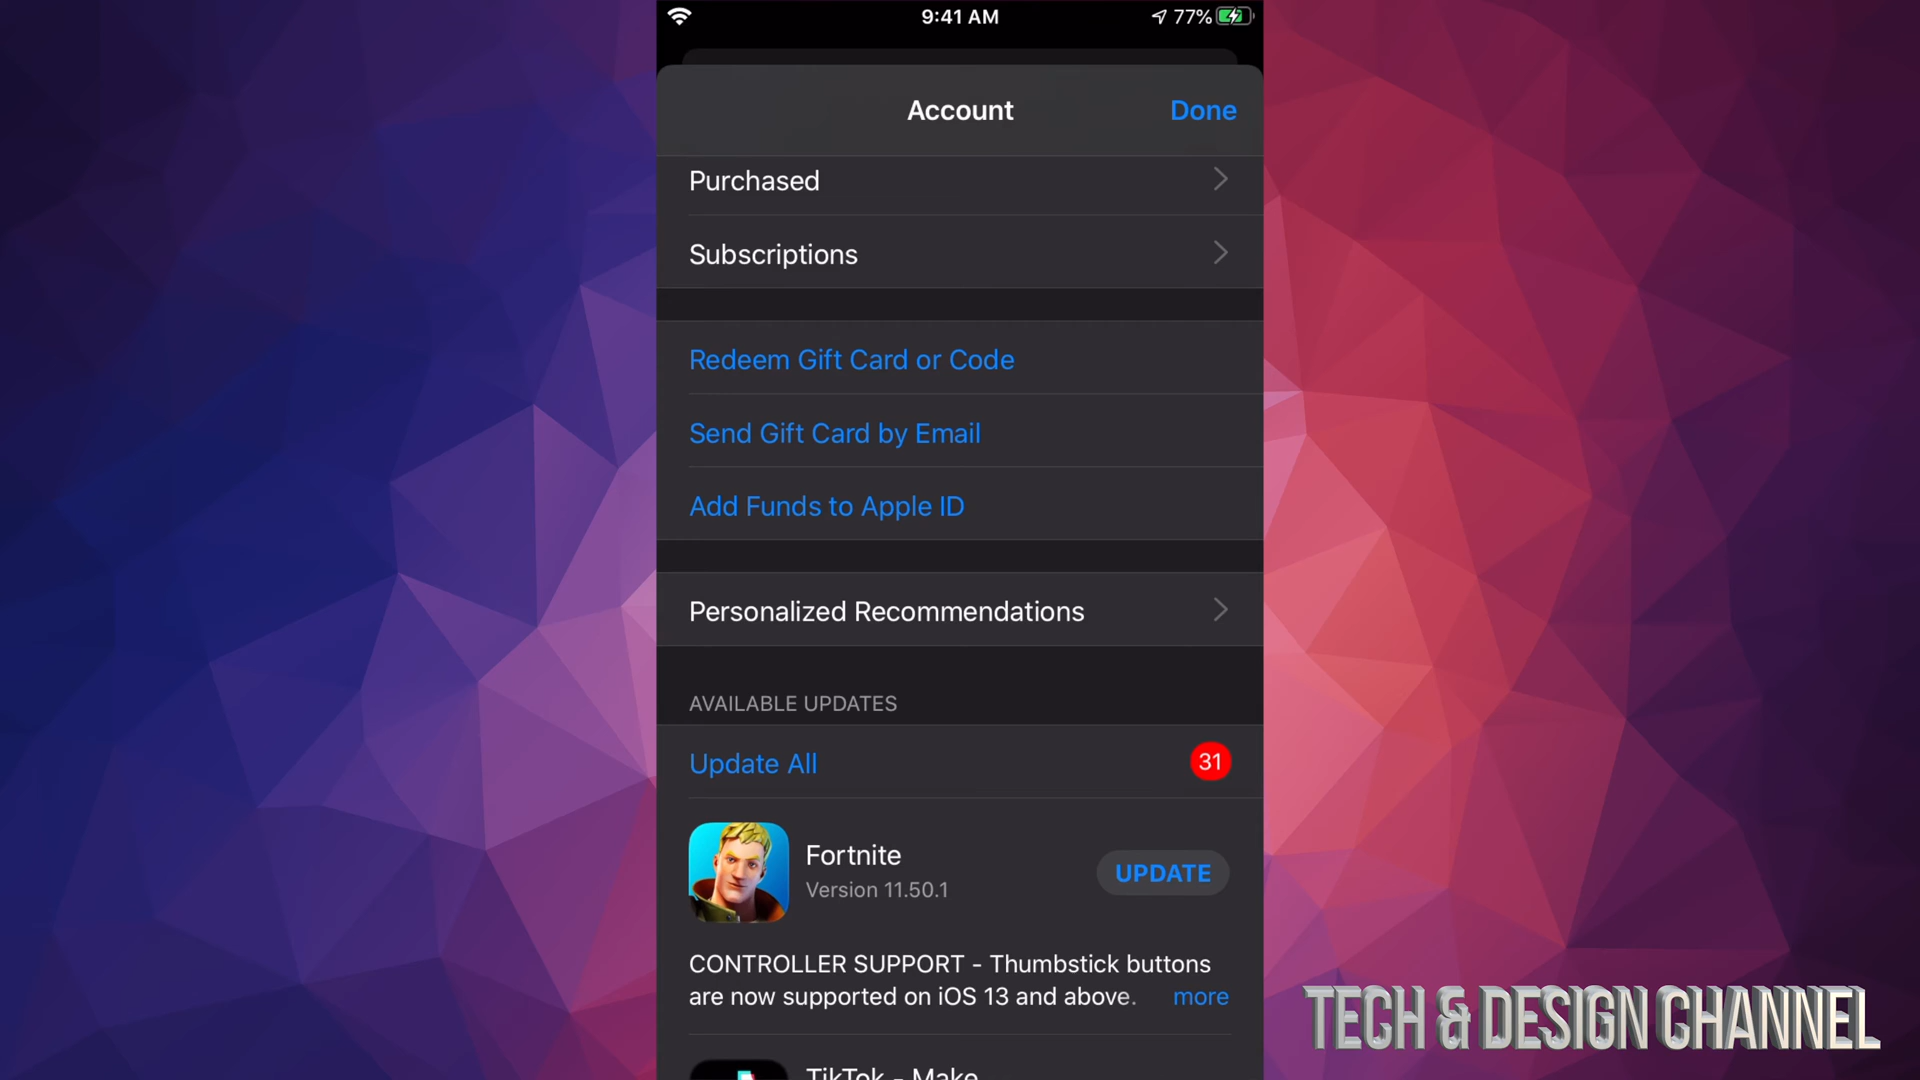 9:41 AM
77%
Account
Done
Purchased
Subscriptions
Redeem Gift Card or Code
Send Gift Card by Email
Add Funds to Apple ID
Personalized Recommendations
AVAILABLE UPDATES
Update All
31
Fortnite
Version 11.50.1
UPDATE
CONTROLLER SUPPORT - Thumbstick buttons
are now supported on iOS 13 and above. more
TikTok - Make
TECH & DESIGN CHANNEL